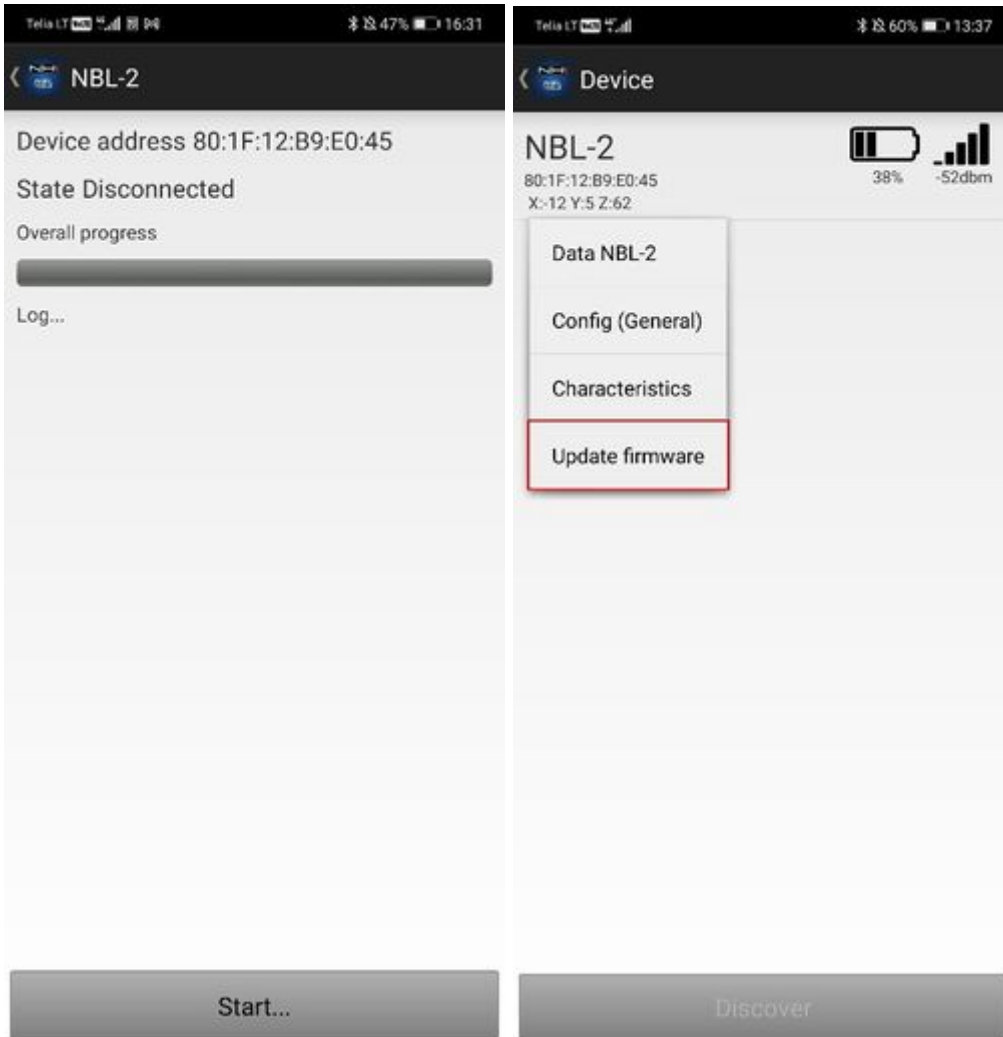 Telia LT
47%
16:31
NBL-2
Device address 80:1F:12:B9:E0:45
State Disconnected
Overall progress
Log...
Start...
Telia LT
60%
13:37
Device
NBL-2
38%
-52dbm
80:1F:12:B9:E0:45
X:-12 Y:5 Z:62
Data NBL-2
Config (General)
Characteristics
Update firmware
Discover